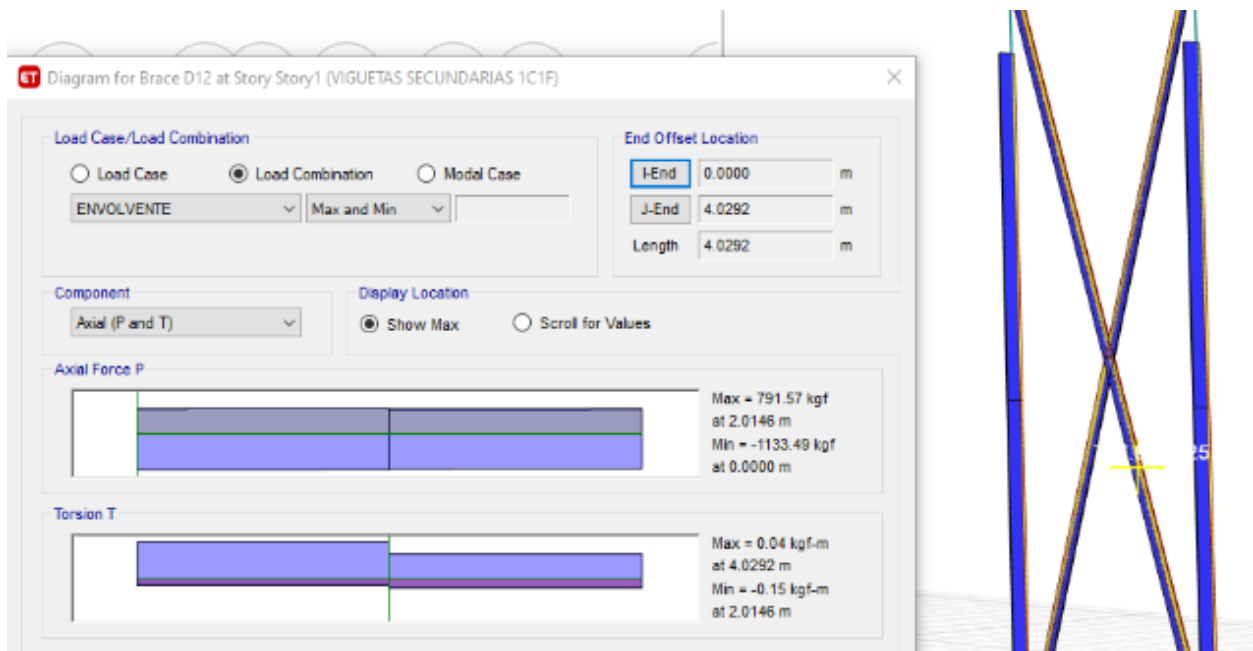 ET Diagram for Brace D12 at Story Story1 (VIGUETAS SECUNDARIAS 1C1F)
Load Case/Load Combination
Load Case Load Combination Modal Case
ENVOLVENTE Max and Min
End Offset Location
I-End 0.0000 m
J-End 4.0292 m
Length 4.0292 m
Component
Axial (P and T)
Display Location
Show Max Scroll for Values
Axial Force P
Max = 791.57 kgf
at 2.0146 m
Min = -1133.49 kgf
at 0.0000 m
Torsion T
Max = 0.04 kgf-m
at 4.0292 m
Min = -0.15 kgf-m
at 2.0146 m
25